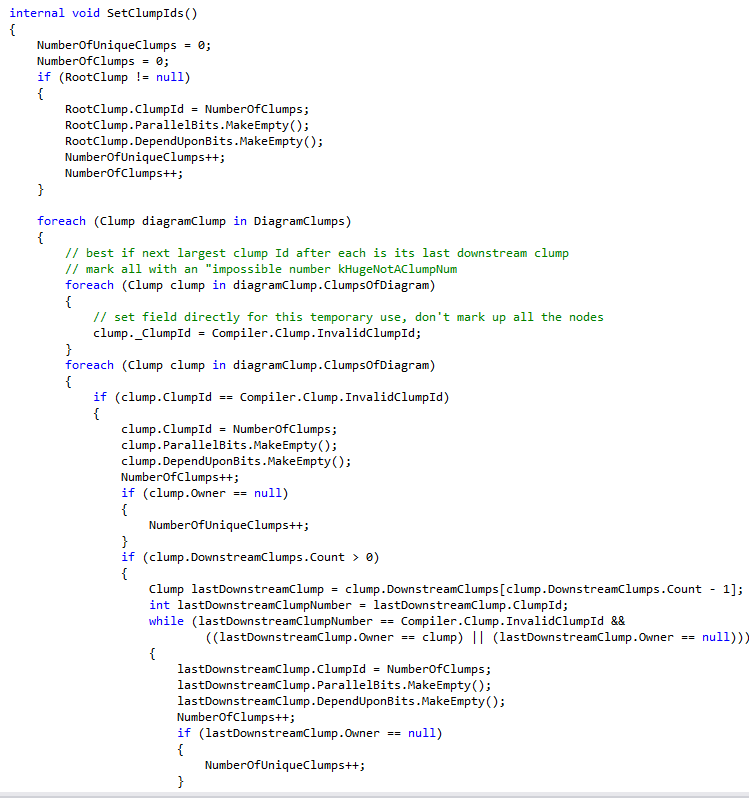 internal void SetClumpIds()
{
    NumberOfUniqueClumps = 0;
    NumberOfClumps = 0;
    if (RootClump != null)
    {
        RootClump.ClumpId = NumberOfClumps;
        RootClump.ParallelBits.MakeEmpty();
        RootClump.DependUponBits.MakeEmpty();
        NumberOfUniqueClumps++;
        NumberOfClumps++;
    }

    foreach (Clump diagramClump in DiagramClumps)
    {
        // best if next largest clump Id after each is its last downstream clump
        // mark all with an "impossible number kHugeNotAClumpNum
        foreach (Clump clump in diagramClump.ClumpsOfDiagram)
        {
            // set field directly for this temporary use, don't mark up all the nodes
            clump._ClumpId = Compiler.Clump.InvalidClumpId;
        }
        foreach (Clump clump in diagramClump.ClumpsOfDiagram)
        {
            if (clump.ClumpId == Compiler.Clump.InvalidClumpId)
            {
                clump.ClumpId = NumberOfClumps;
                clump.ParallelBits.MakeEmpty();
                clump.DependUponBits.MakeEmpty();
                NumberOfClumps++;
                if (clump.Owner == null)
                {
                    NumberOfUniqueClumps++;
                }
                if (clump.DownstreamClumps.Count > 0)
                {
                    Clump lastDownstreamClump = clump.DownstreamClumps[clump.DownstreamClumps.Count - 1];
                    int lastDownstreamClumpNumber = lastDownstreamClump.ClumpId;
                    while (lastDownstreamClumpNumber == Compiler.Clump.InvalidClumpId &&
                            ((lastDownstreamClump.Owner == clump) || (lastDownstreamClump.Owner == null)))
                    {
                        lastDownstreamClump.ClumpId = NumberOfClumps;
                        lastDownstreamClump.ParallelBits.MakeEmpty();
                        lastDownstreamClump.DependUponBits.MakeEmpty();
                        NumberOfClumps++;
                        if (lastDownstreamClump.Owner == null)
                        {
                            NumberOfUniqueClumps++;
                        }